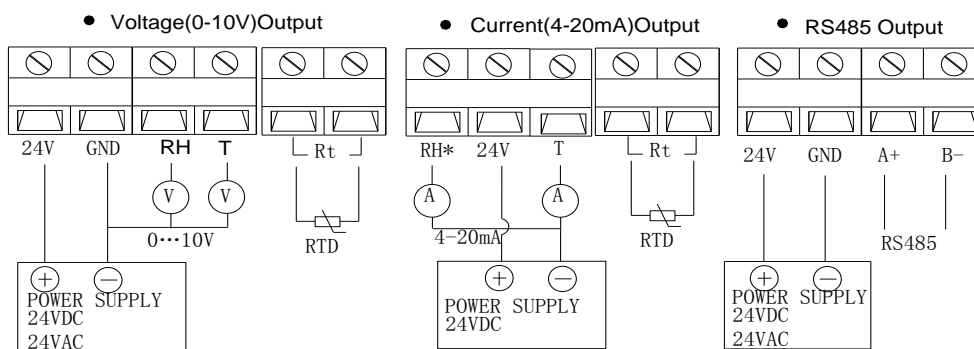 ● Voltage(0-10V)Output
24V GND RH T Rt
V V
0···10V
RTD
+ −
POWER SUPPLY
24VDC
24VAC
● Current(4-20mA)Output
RH* 24V T Rt
A A
4-20mA
RTD
+ −
POWER SUPPLY
24VDC
● RS485 Output
24V GND A+ B-
RS485
+ −
POWER SUPPLY
24VDC
24VAC